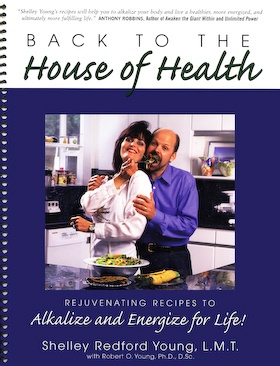 "Shelley Young's recipes will help you to alkalize your body and live a healthier, more energized, and
ultimately more fulfilling life." ANTHONY ROBBINS, Author of Awaken the Giant Within and Unlimited Power
BACK TO THE
House of Health
REJUVENATING RECIPES TO
Alkalize and Energize for Life!
Shelley Redford Young, L.M.T.
with Robert O. Young, Ph.D., D.Sc.